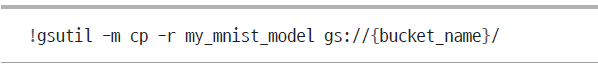 !gsutil -m cp -r my_mnist_model gs://{bucket_name}/